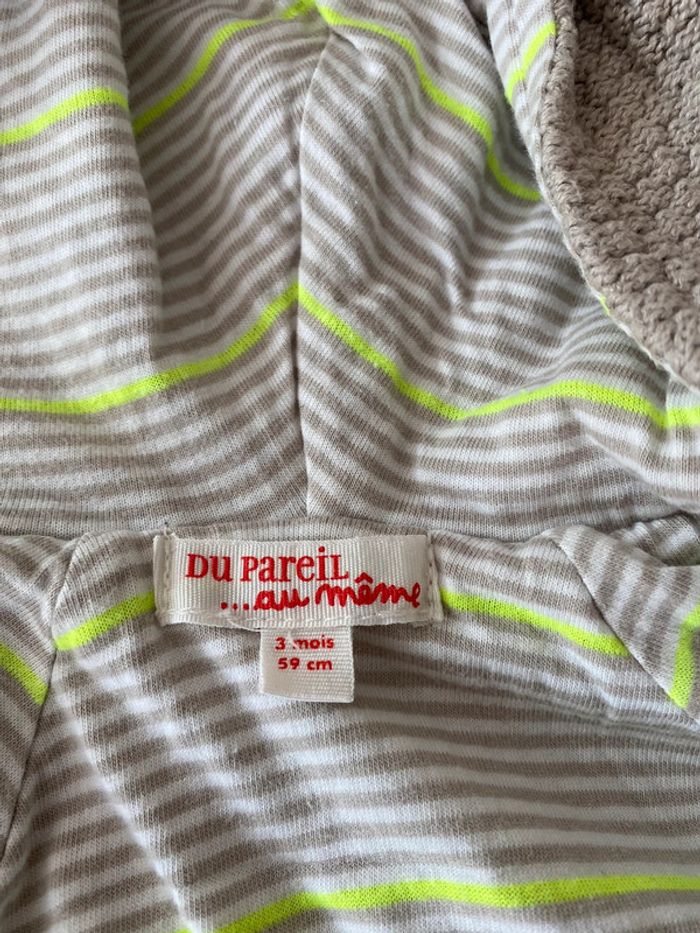 DU PAREIL
...au même
3 mois
59 cm